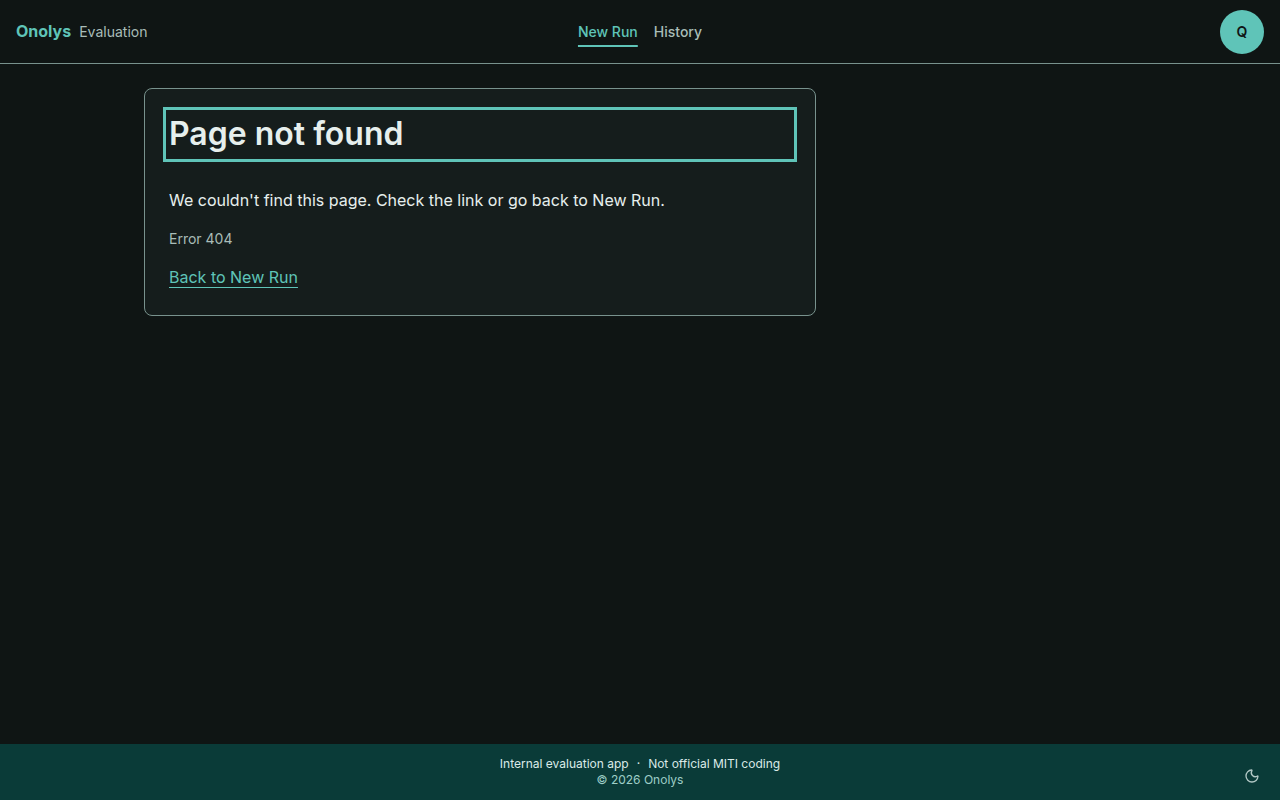 Onolys Evaluation
New Run History
Q
Page not found
We couldn't find this page. Check the link or go back to New Run.
Error 404
Back to New Run
Internal evaluation app · Not official MITI coding
© 2026 Onolys